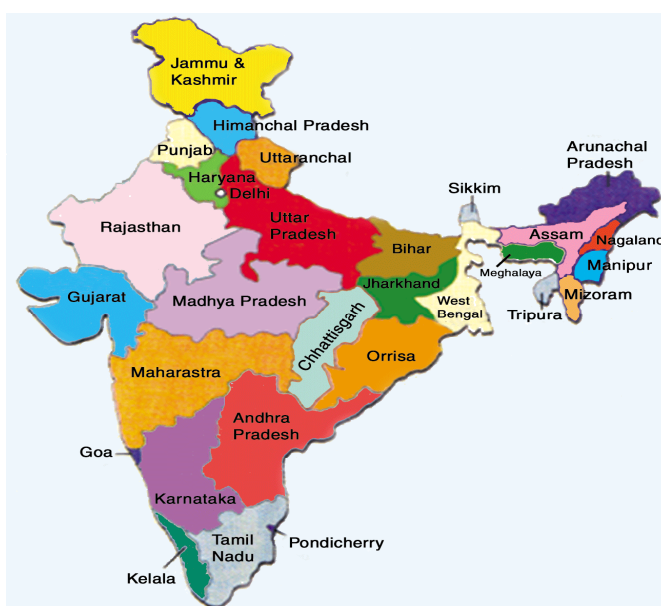 Jammu &
Kashmir
Himanchal Pradesh
Punjab
Uttaranchal
Haryana
Delhi
Arunachal
Pradesh
Sikkim
Rajasthan
Uttar
Pradesh
Bihar
Assam
Nagaland
Meghalaya
Manipur
Gujarat
Madhya Pradesh
Jharkhand
West
Bengal
Tripura
Mizoram
Chhattisgarh
Orrisa
Maharastra
Andhra
Pradesh
Goa
Karnataka
Tamil
Nadu
Pondicherry
Kelala